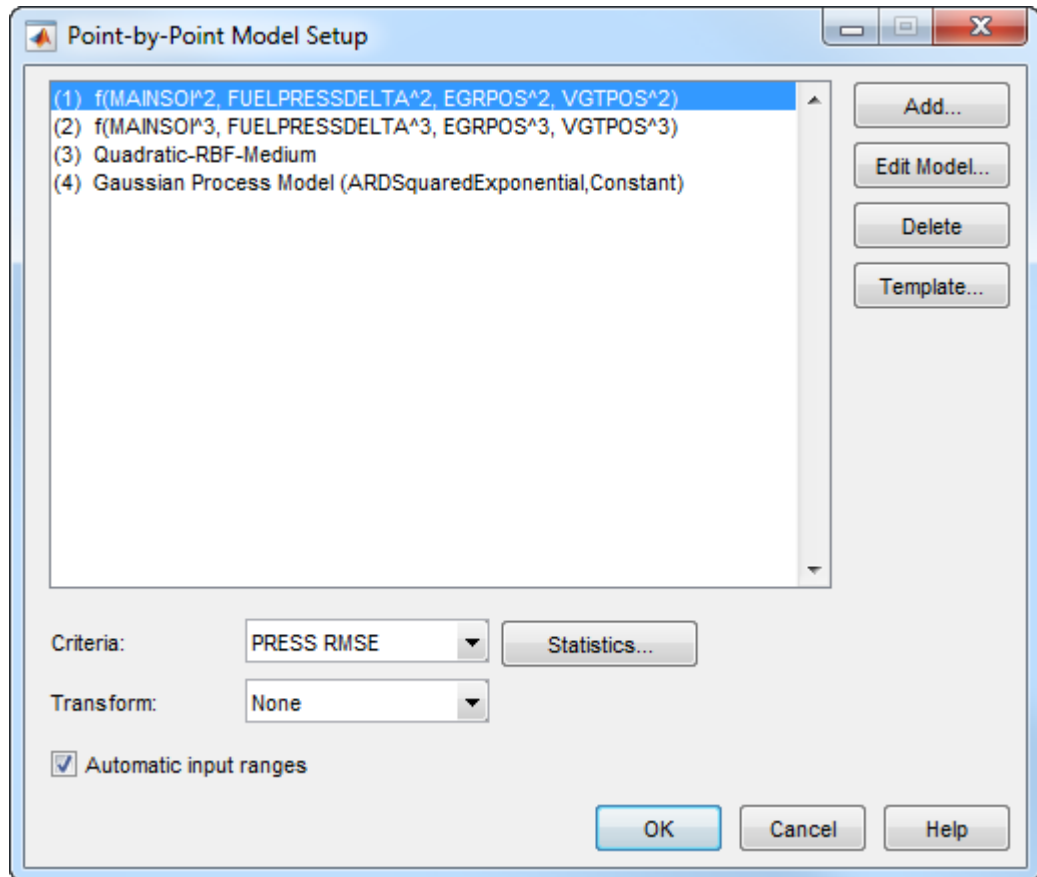 Point-by-Point Model Setup
(1) f(MAINSOI^2, FUELPRESSDELTA^2, EGRPOS^2, VGTPOS^2)
(2) f(MAINSOI^3, FUELPRESSDELTA^3, EGRPOS^3, VGTPOS^3)
(3) Quadratic-RBF-Medium
(4) Gaussian Process Model (ARDSquaredExponential,Constant)
Add...
Edit Model...
Delete
Template...
Criteria: PRESS RMSE Statistics...
Transform: None
Automatic input ranges
OK Cancel Help